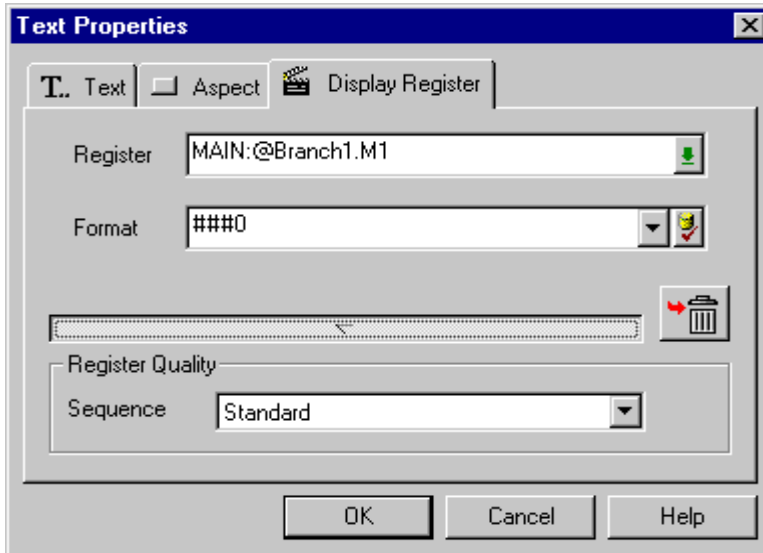 Text Properties
T.. Text Aspect Display Register
Register MAIN:@Branch1.M1
Format ###0
Register Quality
Sequence Standard
OK Cancel Help